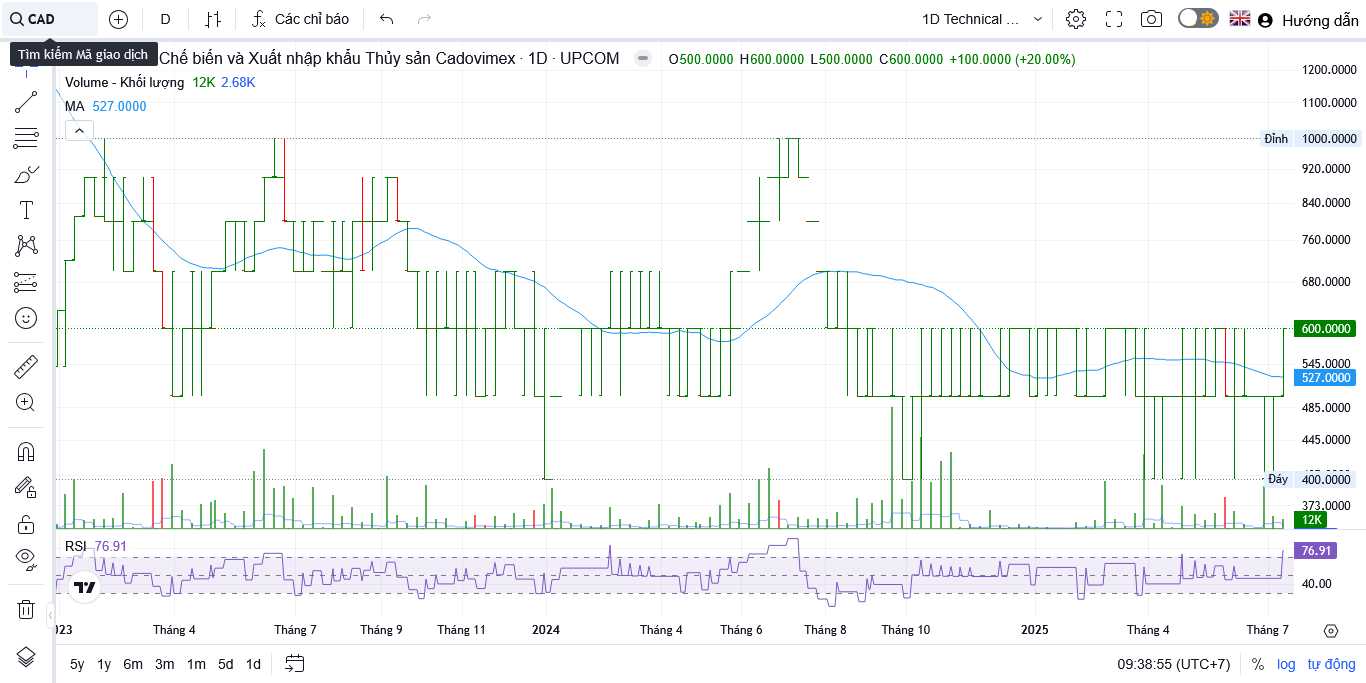 CAD D Các chỉ báo 1D Technical ... Hướng dẫn
Tìm kiếm Mã giao dịch
Chế biến và Xuất nhập khẩu Thủy sản Cadovimex · 1D · UPCOM O500.0000 H600.0000 L500.0000 C600.0000 +100.0000 (+20.00%)
Volume - Khối lượng 12K 2.68K
MA 527.0000
1200.0000
1100.0000
Đỉnh 1000.0000
920.0000
840.0000
760.0000
680.0000
600.0000
545.0000
527.0000
485.0000
445.0000
Đáy 400.0000
373.0000
12K
RSI 76.91
76.91
40.00
023 Tháng 4 Tháng 7 Tháng 9 Tháng 11 2024 Tháng 4 Tháng 6 Tháng 8 Tháng 10 2025 Tháng 4 Tháng 7
5y 1y 6m 3m 1m 5d 1d 09:38:55 (UTC+7) % log tự động